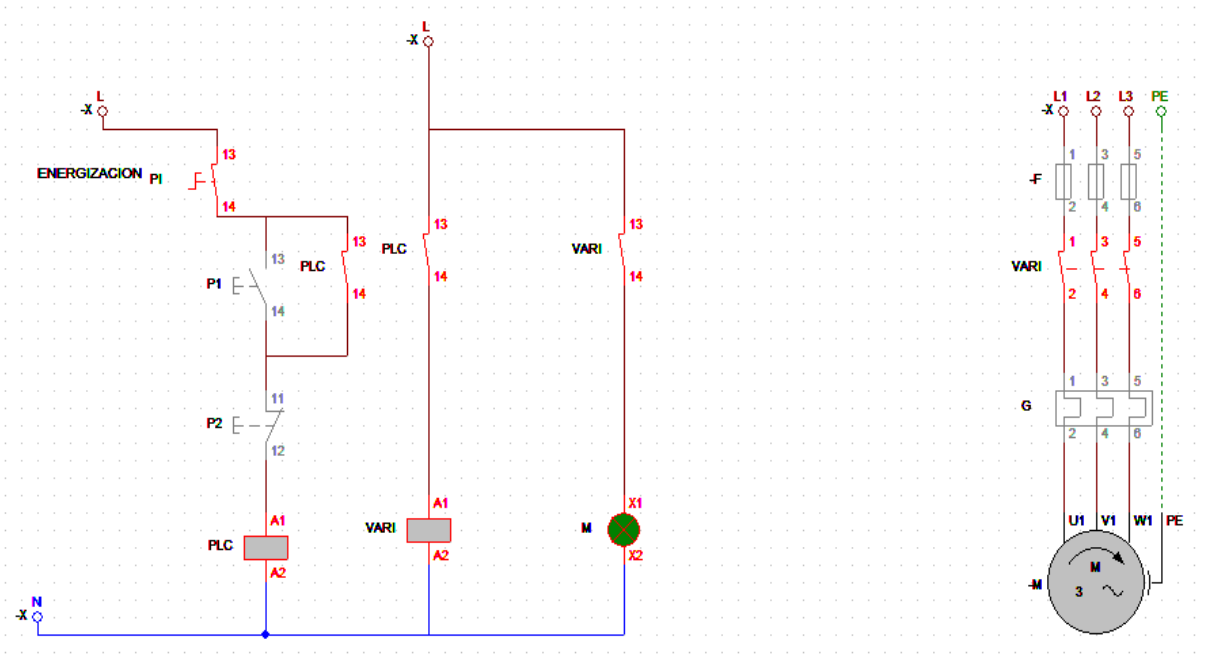 L
-X
L
-X
L1 L2 L3 PE
-X
13
1 3 5
ENERGIZACION PI
-F
14
2 4 6
13
PLC
13
VARI
13
1 3 5
13
PLC
14
14
VARI
P1
14
2 4 6
14
1 3 5
11
G
P2
2 4 6
12
A1
VARI
A2
X1
M
X2
A1
PLC
A2
U1 V1 W1 PE
M
-M
3
N
-X